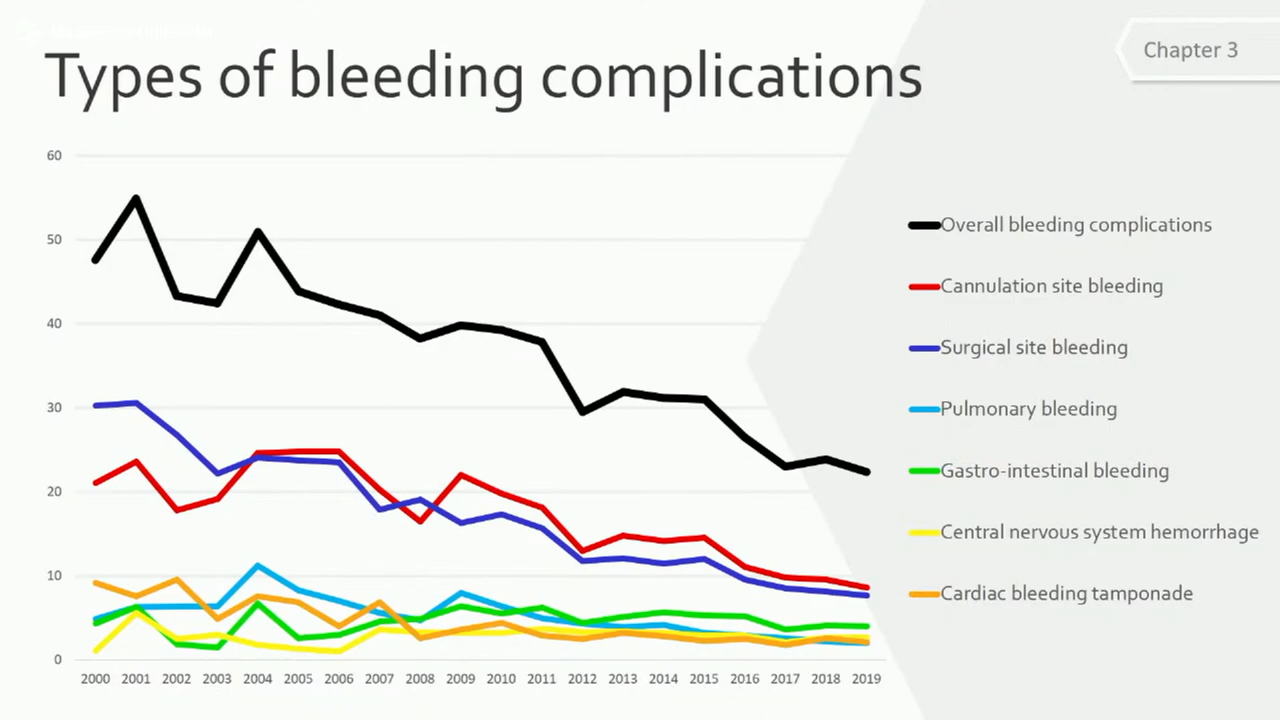 Types of bleeding complications
Chapter 3
60
50
40
30
20
10
0
2000 2001 2002 2003 2004 2005 2006 2007 2008 2009 2010 2011 2012 2013 2014 2015 2016 2017 2018 2019
Overall bleeding complications
Cannulation site bleeding
Surgical site bleeding
Pulmonary bleeding
Gastro-intestinal bleeding
Central nervous system hemorrhage
Cardiac bleeding tamponade